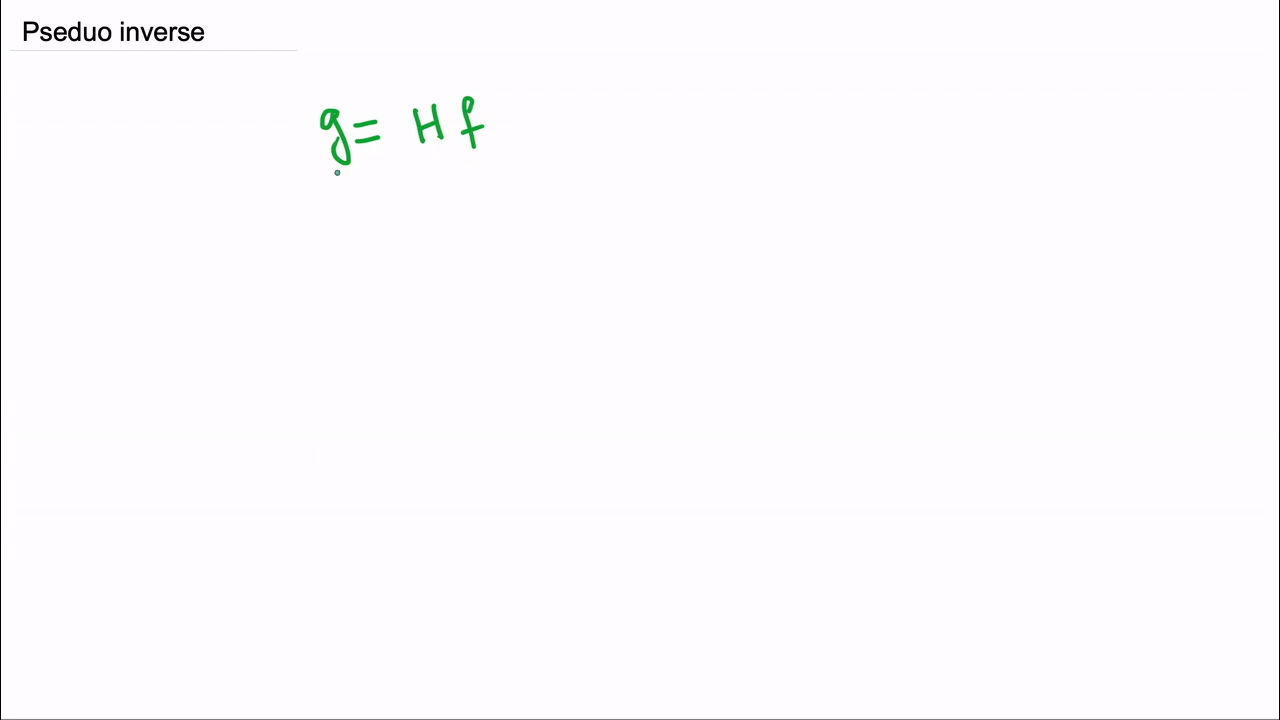 Pseduo inverse
g = H f